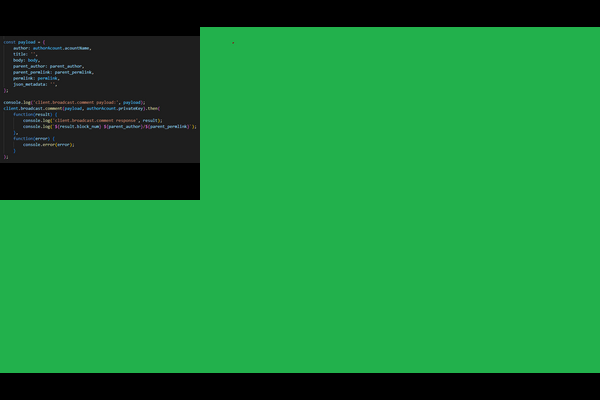 const payload = {
author: authorAccount.acountName,
title: '',
body: body,
parent_author: parent_author,
parent_permlink: parent_permlink,
permlink: permlink,
json_metadata: '',
};
console.log('client.broadcast.comment payload:', payload);
client.broadcast.comment(payload, authorAccount.privateKey).then(
function(result) {
console.log('client.broadcast.comment response', result);
console.log(`${result.block_num} ${parent_author}/${parent_permlink}`);
},
function(error) {
console.error(error);
}
);